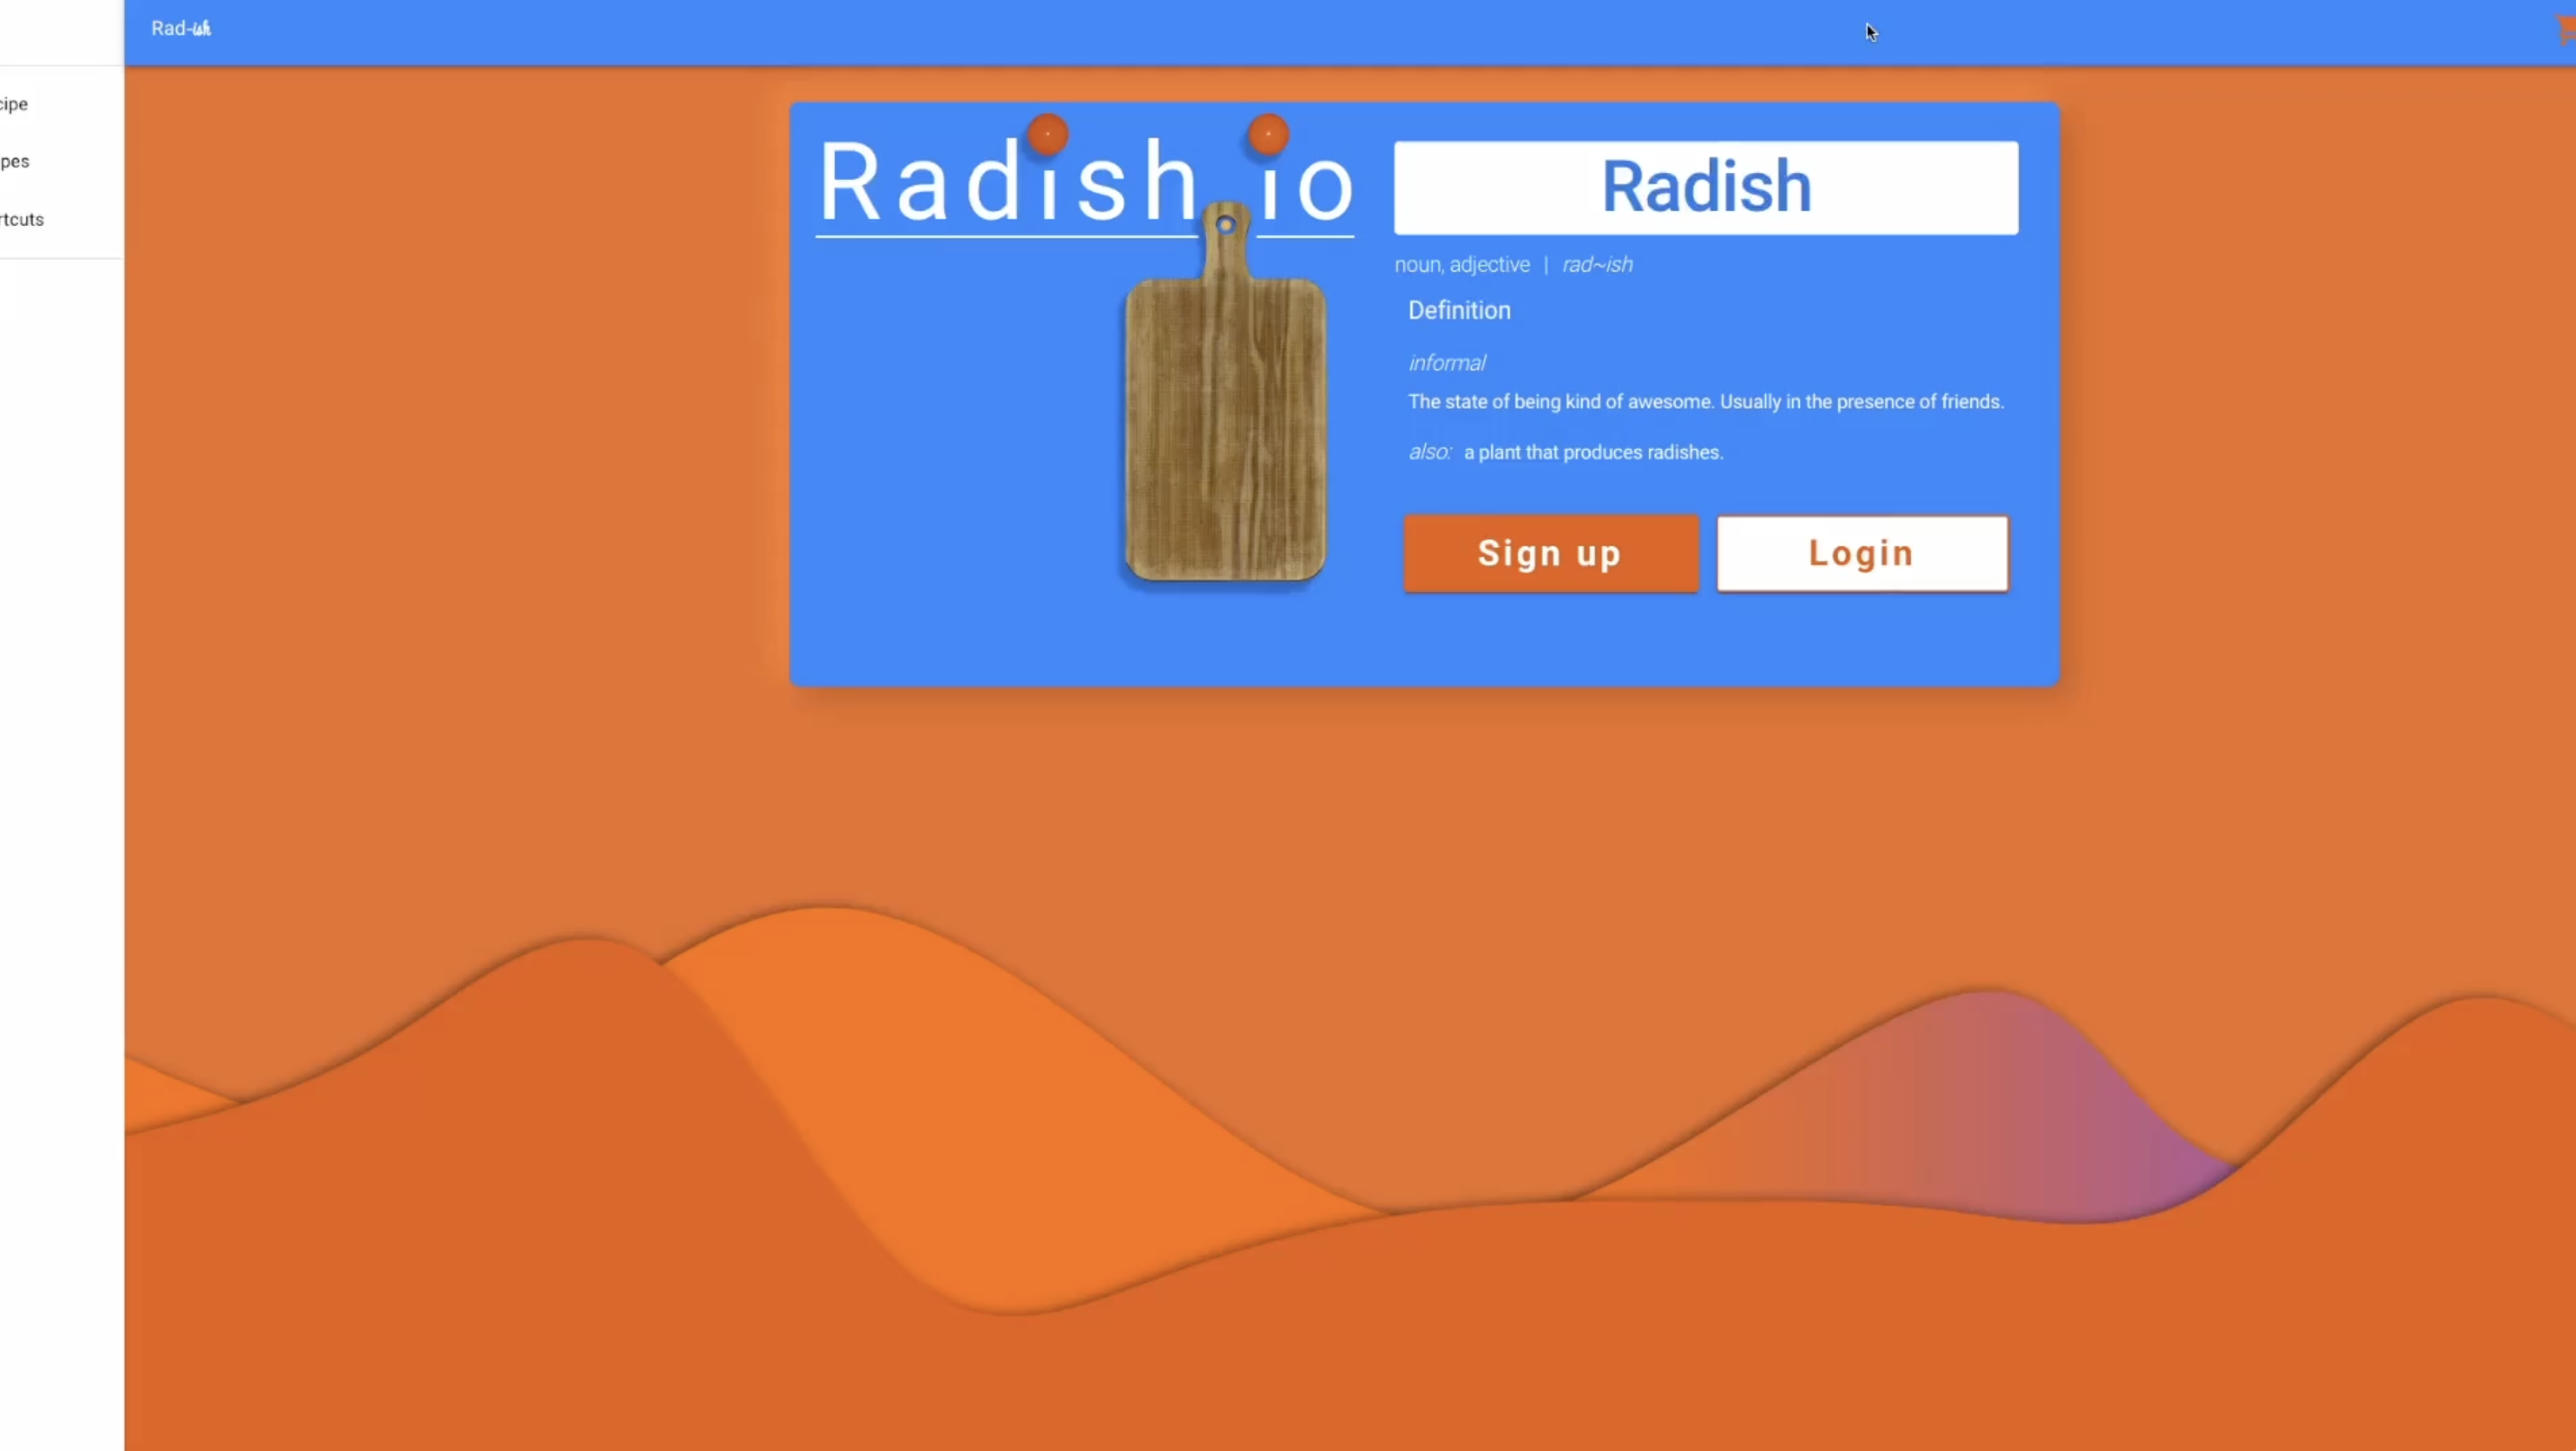 Rad-ish
cipe
pes
rtcuts
Radish.io
Radish
noun, adjective | rad~ish
Definition
informal
The state of being kind of awesome. Usually in the presence of friends.
also: a plant that produces radishes.
Sign up
Login